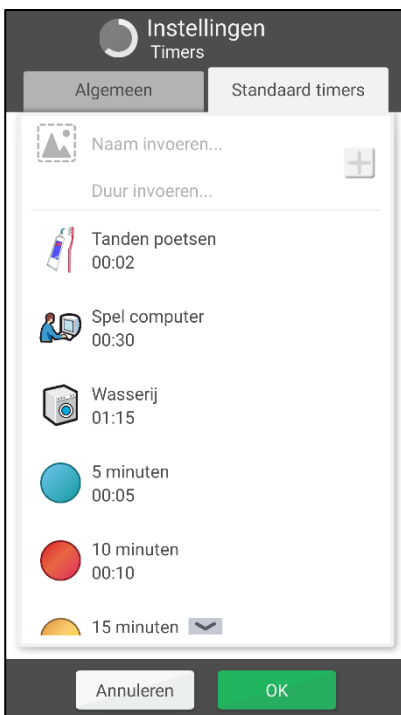 Instellingen
Timers
Algemeen
Standaard timers
Naam invoeren...
Duur invoeren...
Tanden poetsen
00:02
Spel computer
00:30
Wasserij
01:15
5 minuten
00:05
10 minuten
00:10
15 minuten
Annuleren
OK